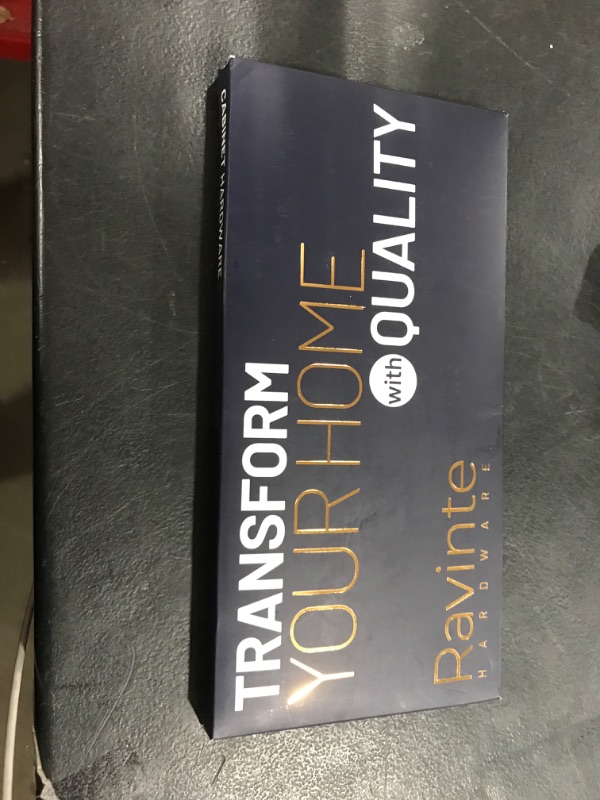 CABINET HARDWARE
TRANSFORM
YOUR HOME
with QUALITY
Ravinte
HARDWARE